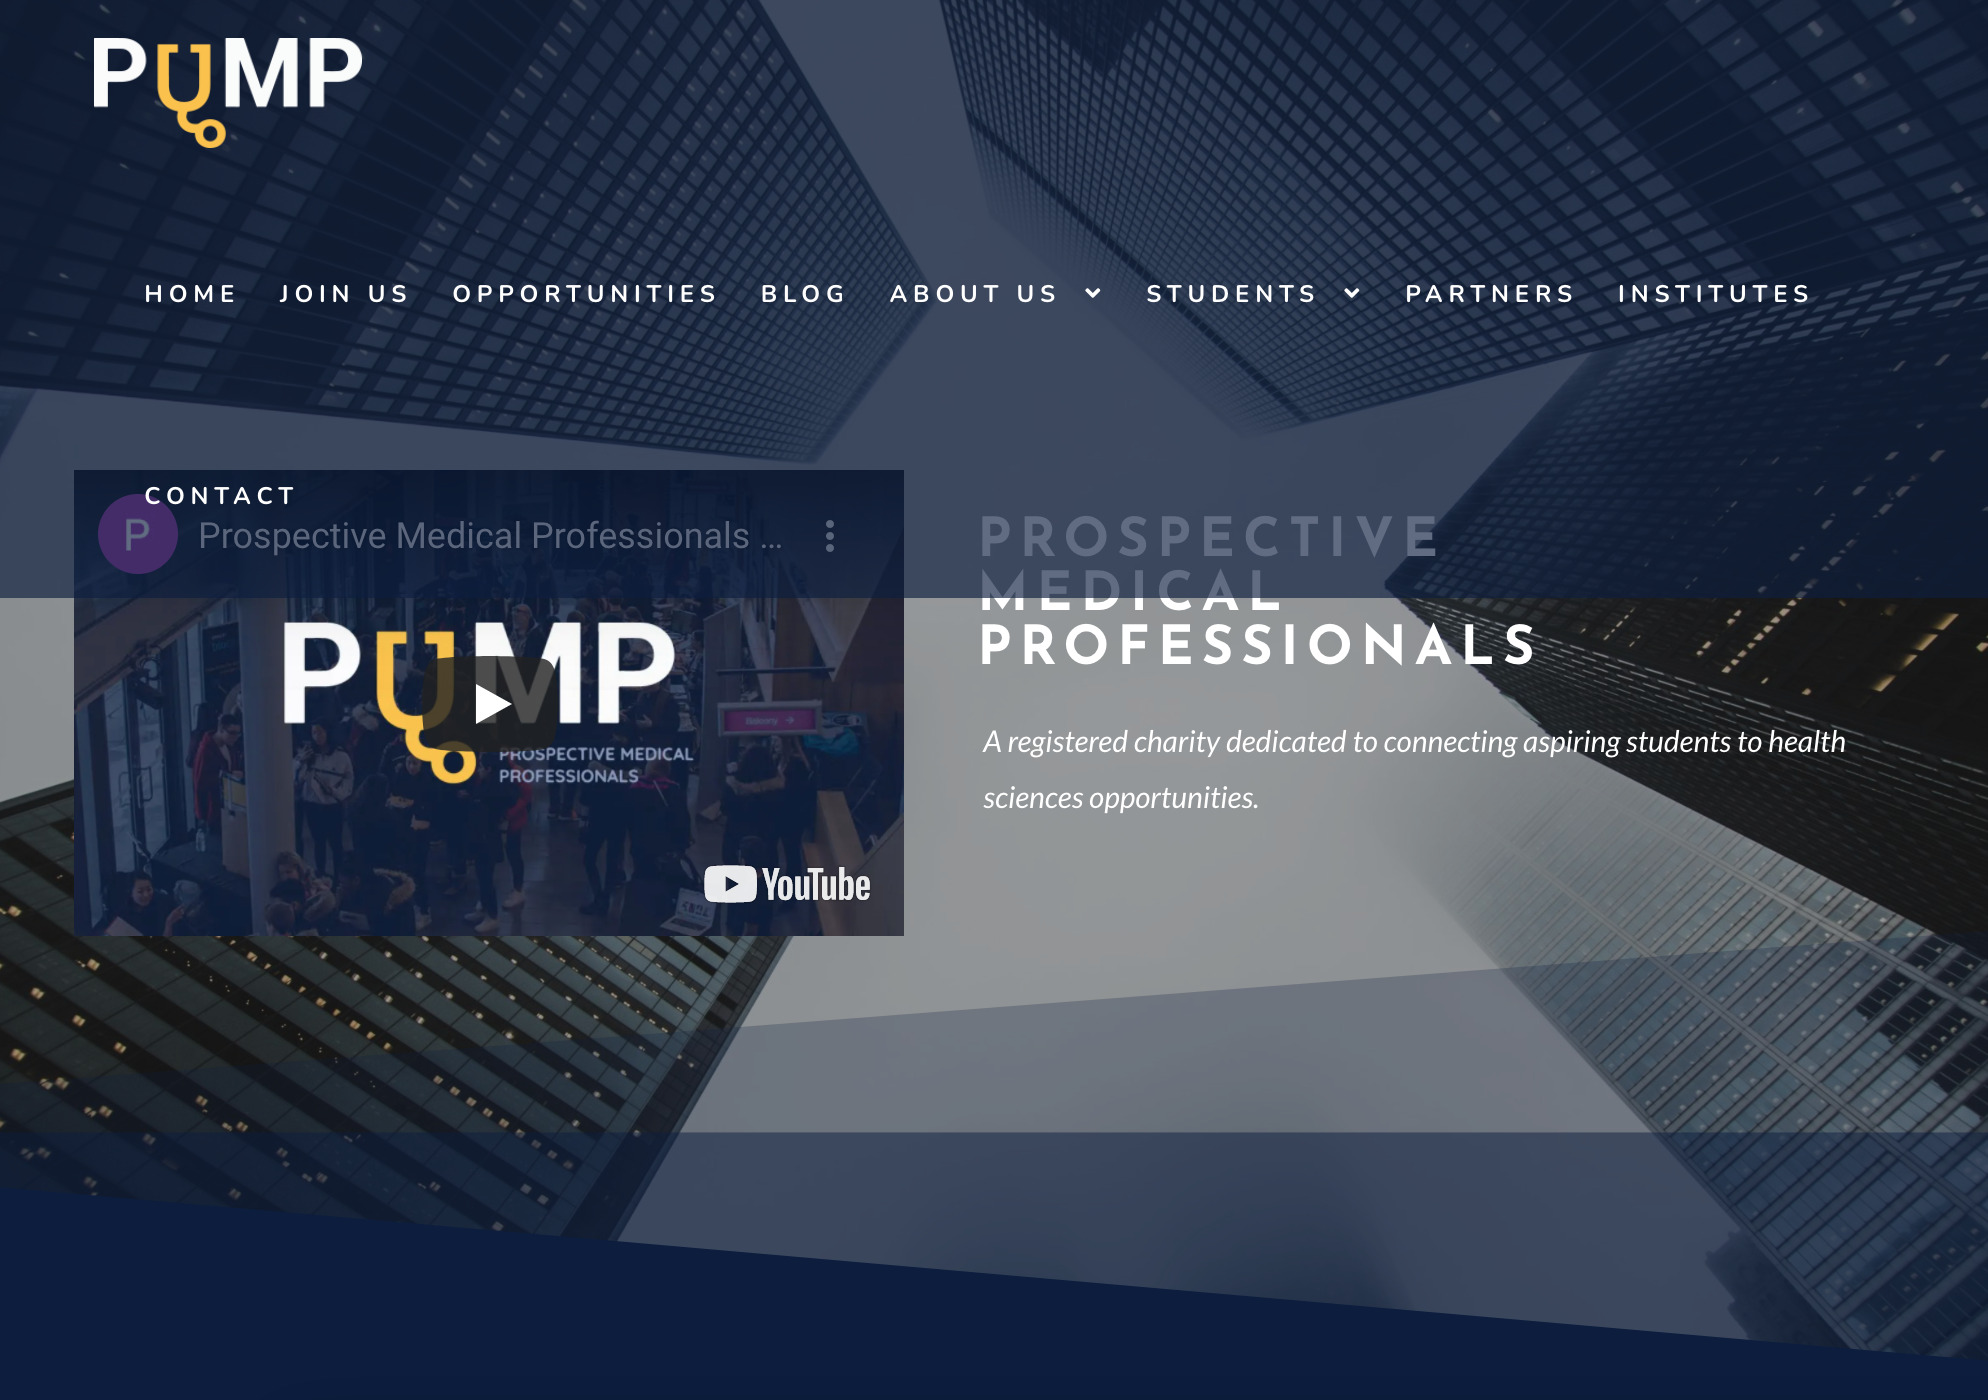 PUMP
HOME JOIN US OPPORTUNITIES BLOG ABOUT US STUDENTS PARTNERS INSTITUTES
CONTACT
P Prospective Medical Professionals ...
PUMP
PROSPECTIVE MEDICAL
PROFESSIONALS
Balcony →
YouTube
PROSPECTIVE
MEDICAL
PROFESSIONALS
A registered charity dedicated to connecting aspiring students to health
sciences opportunities.